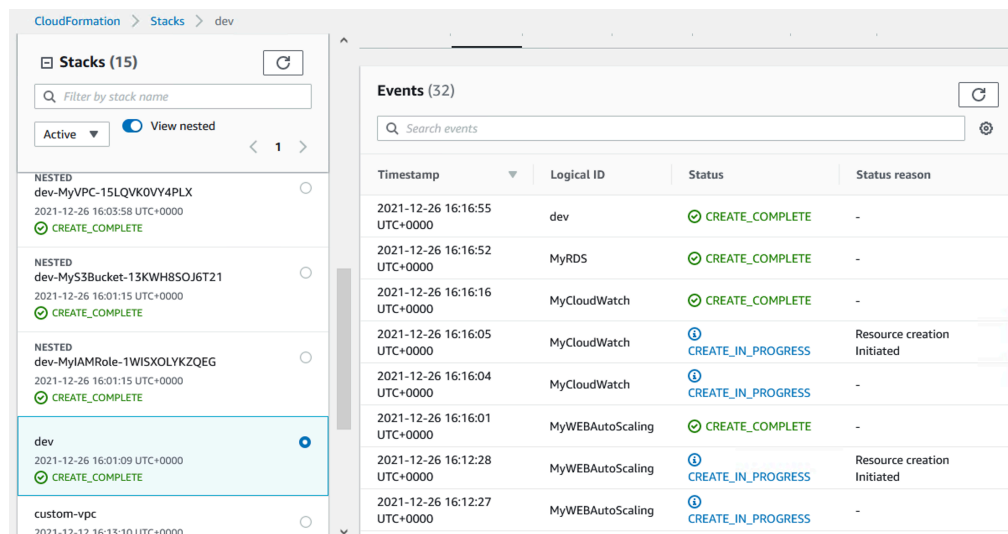 CloudFormation > Stacks > dev
Stacks (15)
Filter by stack name
Active
View nested
1
NESTED
dev-MyVPC-15LQVK0VY4PLX
2021-12-26 16:03:58 UTC+0000
CREATE_COMPLETE
NESTED
dev-MyS3Bucket-13KWH8SOJ6T21
2021-12-26 16:01:15 UTC+0000
CREATE_COMPLETE
NESTED
dev-MyIAMRole-1WISXOLYKZQEG
2021-12-26 16:01:15 UTC+0000
CREATE_COMPLETE
dev
2021-12-26 16:01:09 UTC+0000
CREATE_COMPLETE
custom-vpc
2021-12-12 16:13:10 UTC+0000
Events (32)
Search events
Timestamp Logical ID Status Status reason
2021-12-26 16:16:55
UTC+0000
dev
CREATE_COMPLETE
-
2021-12-26 16:16:52
UTC+0000
MyRDS
CREATE_COMPLETE
-
2021-12-26 16:16:16
UTC+0000
MyCloudWatch
CREATE_COMPLETE
-
2021-12-26 16:16:05
UTC+0000
MyCloudWatch
CREATE_IN_PROGRESS
Resource creation
Initiated
2021-12-26 16:16:04
UTC+0000
MyCloudWatch
CREATE_IN_PROGRESS
-
2021-12-26 16:16:01
UTC+0000
MyWEBAutoScaling
CREATE_COMPLETE
-
2021-12-26 16:12:28
UTC+0000
MyWEBAutoScaling
CREATE_IN_PROGRESS
Resource creation
Initiated
2021-12-26 16:12:27
UTC+0000
MyWEBAutoScaling
CREATE_IN_PROGRESS
-